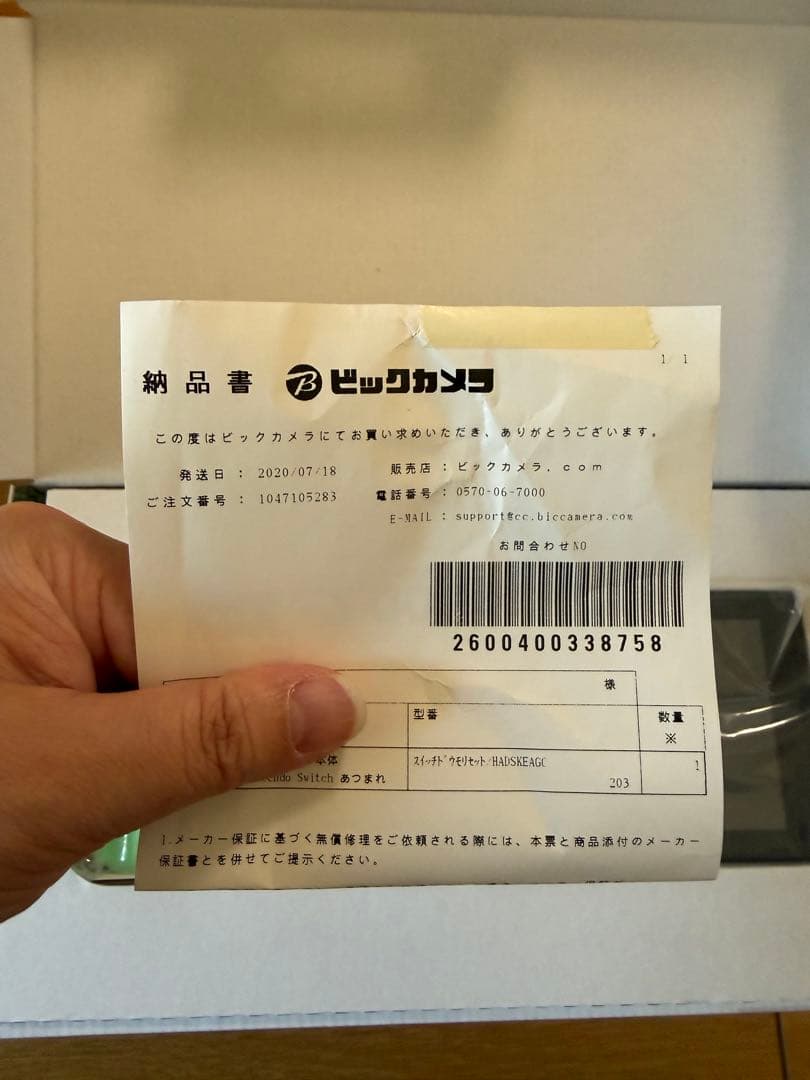 1/1
納品書 ビックカメラ
この度はビックカメラにてお買い求めいただき、ありがとうございます。
発送日 : 2020/07/18 販売店 : ビックカメラ.com
ご注文番号 : 1047105283 電話番号 : 0570-06-7000
E-MAIL : support@cc.biccamera.com
お問合わせNO
2600400338758
様
型番 数量
※
本体 スイッチドウモリセット/HADSKEAGC 1
ndo Switch あつまれ 203
1.メーカー保証に基づく無償修理をご依頼される際には、本票と商品添付のメーカー
保証書とを併せてご提示ください。